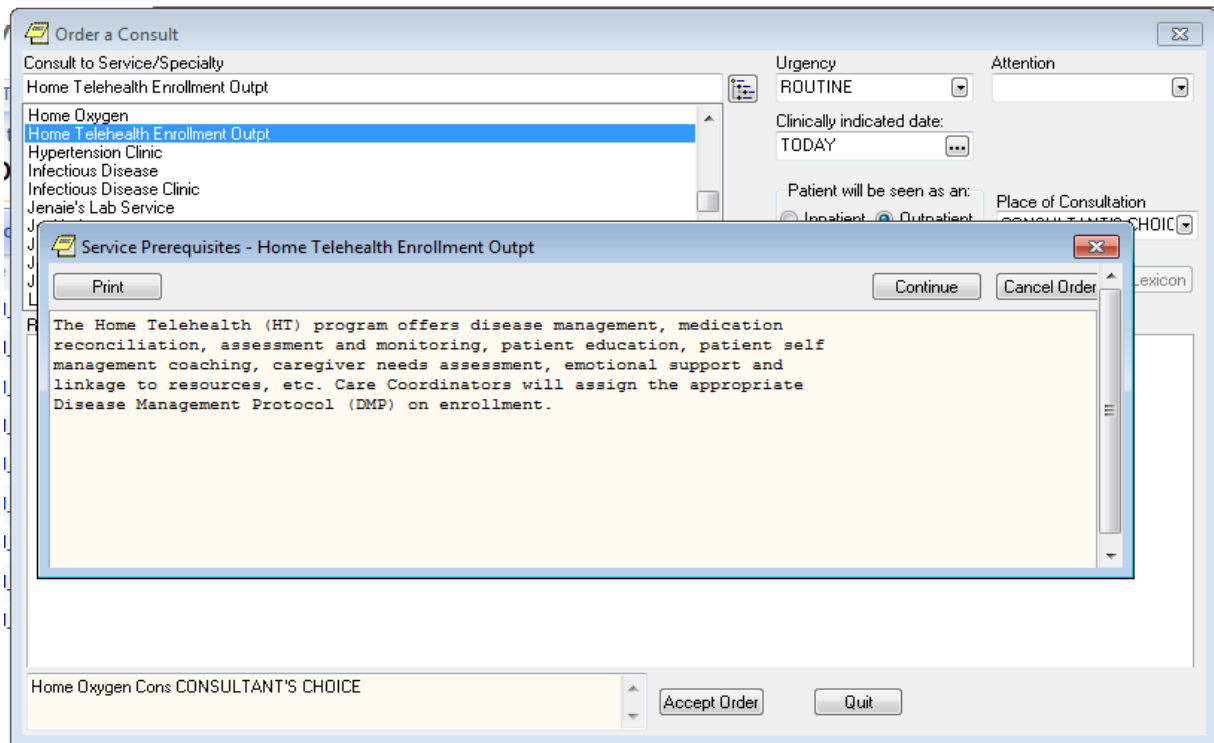 Order a Consult
Consult to Service/Specialty
Home Telehealth Enrollment Outpt
Urgency
ROUTINE
Attention
Home Oxygen
Home Telehealth Enrollment Outpt
Hypertension Clinic
Infectious Disease
Infectious Disease Clinic
Jenaie's Lab Service
Clinically indicated date:
TODAY
Patient will be seen as an:
Inpatient Outpatient
Place of Consultation
CONSULTANT'S CHOIC
Lexicon
Service Prerequisites - Home Telehealth Enrollment Outpt
Print Continue Cancel Order
The Home Telehealth (HT) program offers disease management, medication
reconciliation, assessment and monitoring, patient education, patient self
management coaching, caregiver needs assessment, emotional support and
linkage to resources, etc. Care Coordinators will assign the appropriate
Disease Management Protocol (DMP) on enrollment.
Home Oxygen Cons CONSULTANT'S CHOICE
Accept Order Quit